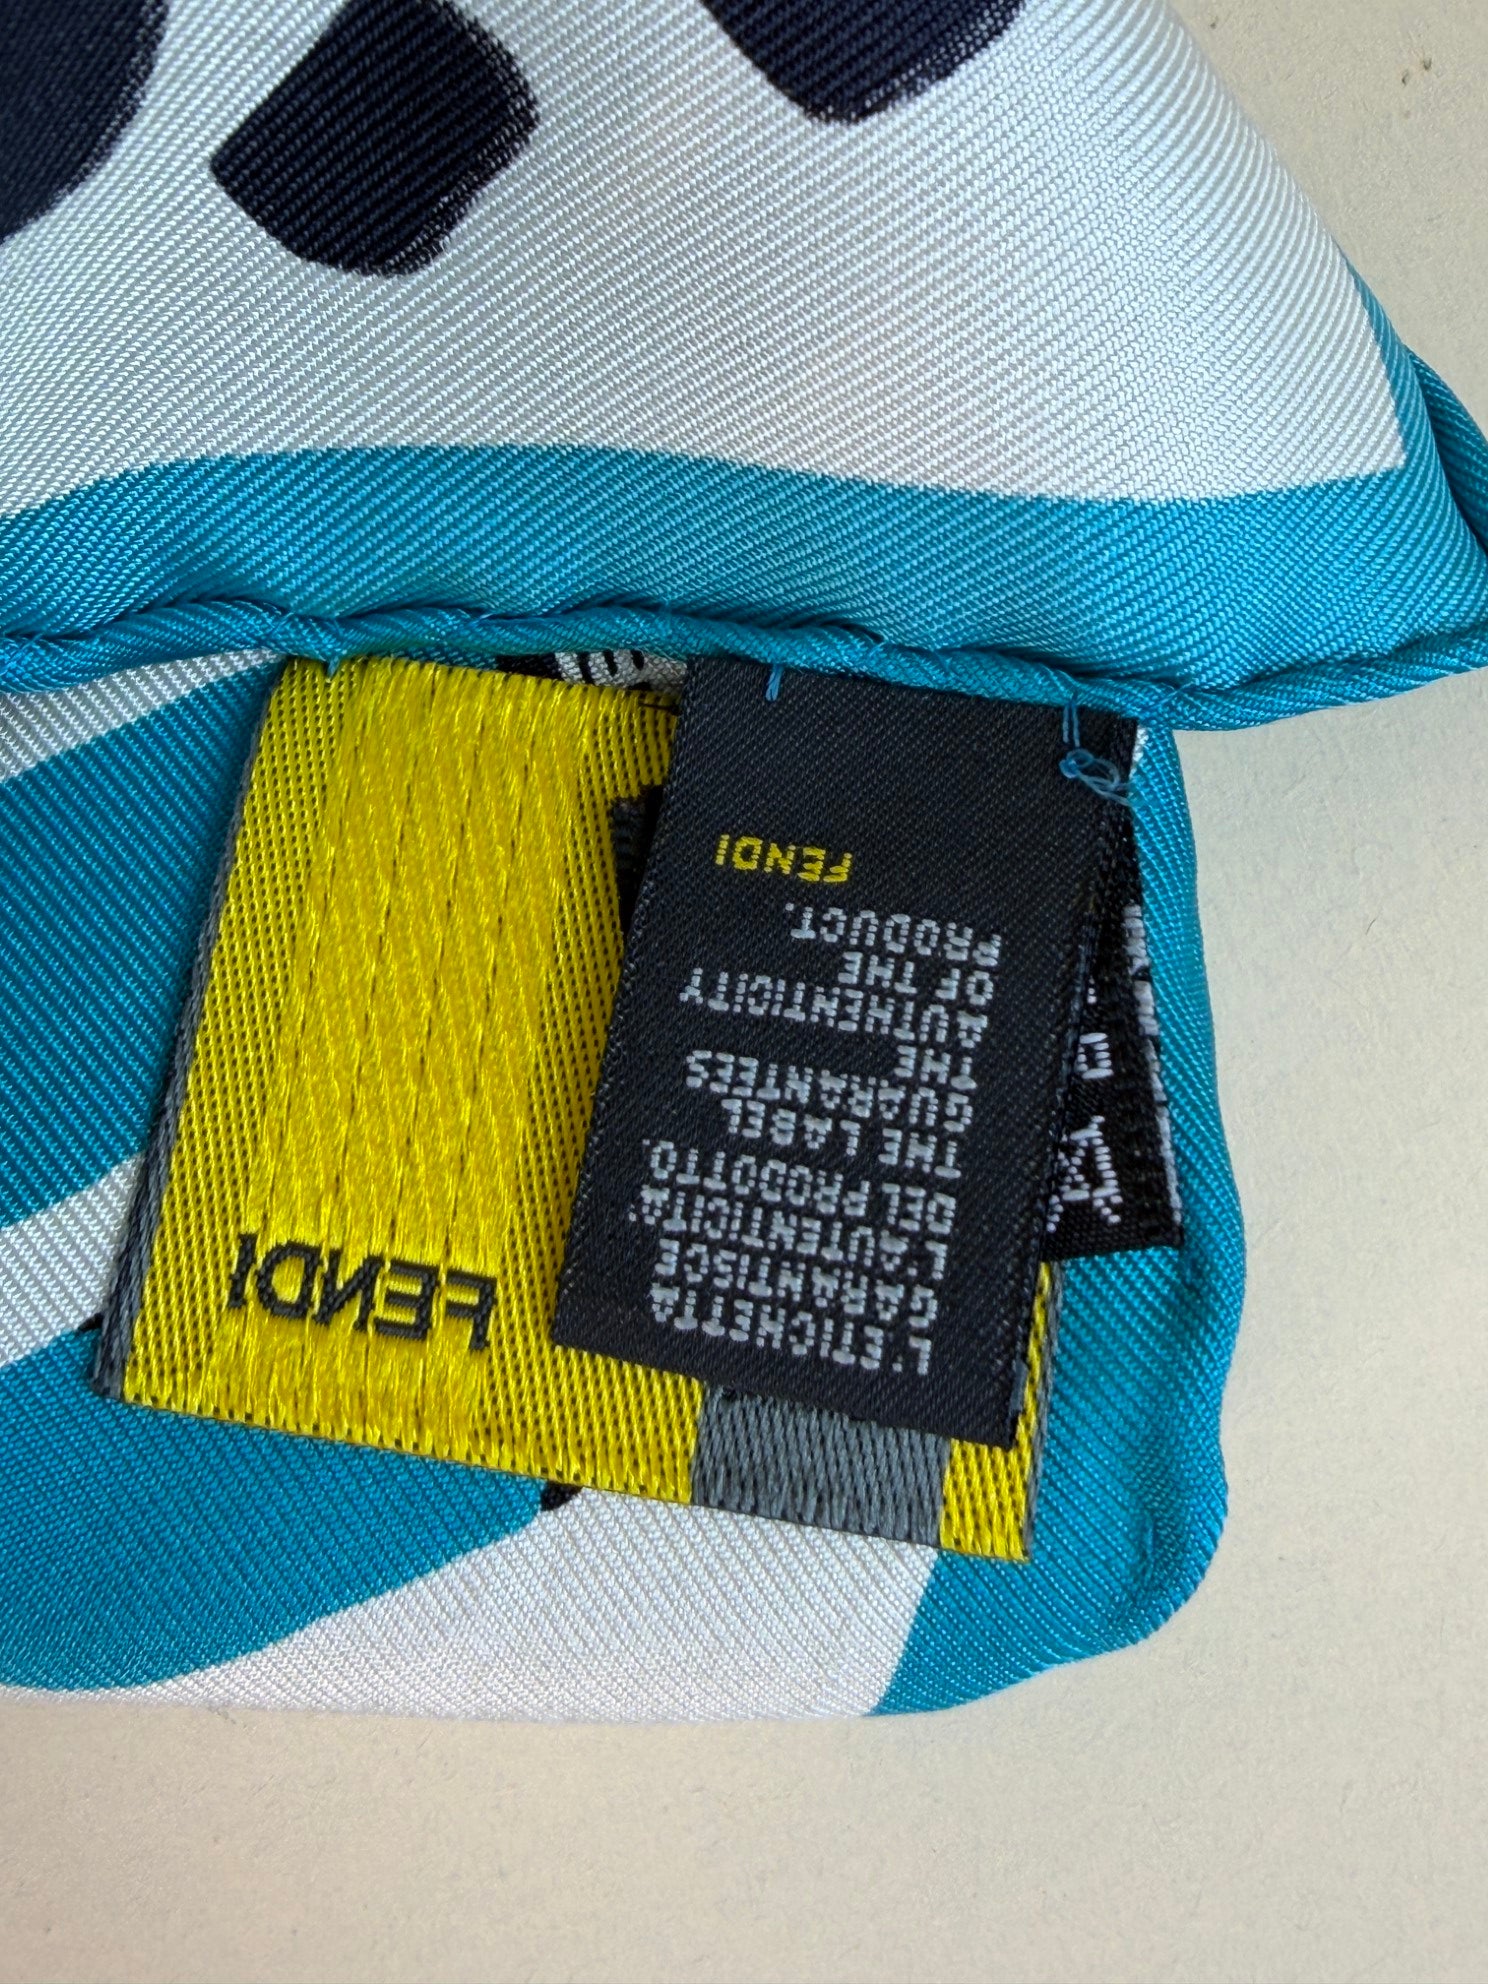 L'ETICHETTA
GARANTISCE
L'AUTENTICITA'
DEL PRODOTTO.
THE LABEL
GUARANTEES
THE
AUTHENTICITY
OF THE
PRODUCT.
FENDI
FENDI